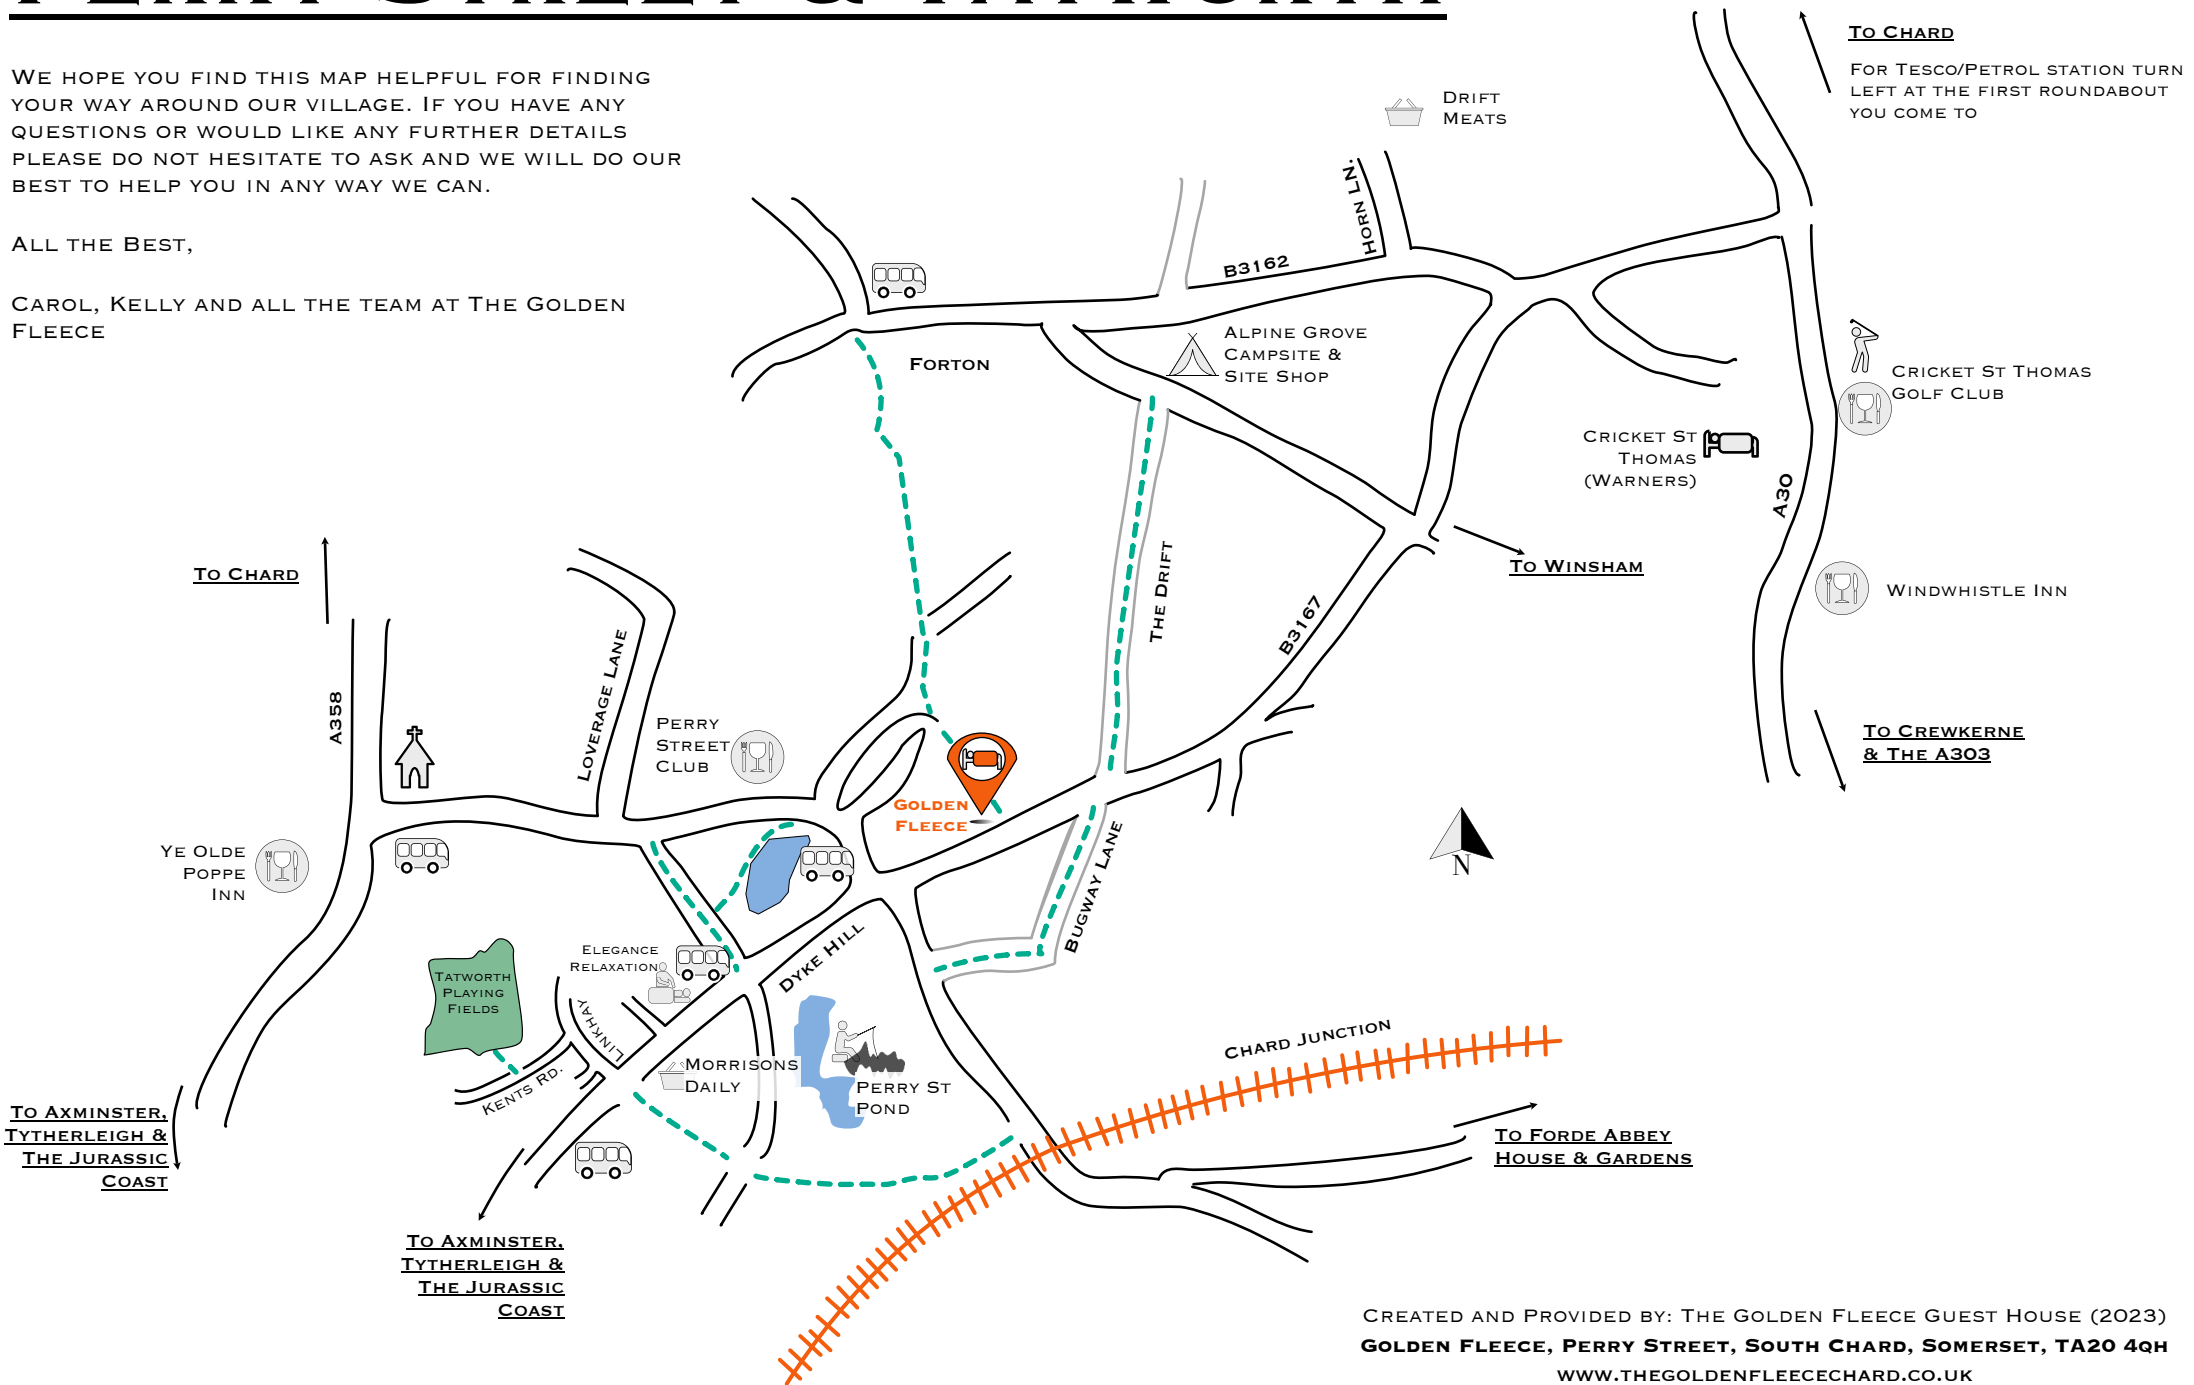 PERRY STREET & TATWORTH
WE HOPE YOU FIND THIS MAP HELPFUL FOR FINDING
YOUR WAY AROUND OUR VILLAGE. IF YOU HAVE ANY
QUESTIONS OR WOULD LIKE ANY FURTHER DETAILS
PLEASE DO NOT HESITATE TO ASK AND WE WILL DO OUR
BEST TO HELP YOU IN ANY WAY WE CAN.
ALL THE BEST,
CAROL, KELLY AND ALL THE TEAM AT THE GOLDEN
FLEECE
TO CHARD
FOR TESCO/PETROL STATION TURN
LEFT AT THE FIRST ROUNDABOUT
YOU COME TO
DRIFT
MEATS
HORN LN.
B3162
ALPINE GROVE
CAMPSITE &
SITE SHOP
FORTON
CRICKET ST THOMAS
GOLF CLUB
CRICKET ST
THOMAS
(WARNERS)
A30
TO WINSHAM
WINDWHISTLE INN
TO CHARD
THE DRIFT
B3167
LOVERAGE LANE
A358
PERRY
STREET
CLUB
TO CREWKERNE
& THE A303
GOLDEN
FLEECE
YE OLDE
POPPE
INN
N
BUGWAY LANE
DYKE HILL
ELEGANCE
RELAXATION
TATWORTH
PLAYING
FIELDS
LINKHAY
KENTS RD.
MORRISONS
DAILY
PERRY ST
POND
CHARD JUNCTION
TO AXMINSTER,
TYTHERLEIGH &
THE JURASSIC
COAST
TO FORDE ABBEY
HOUSE & GARDENS
TO AXMINSTER,
TYTHERLEIGH &
THE JURASSIC
COAST
CREATED AND PROVIDED BY: THE GOLDEN FLEECE GUEST HOUSE (2023)
GOLDEN FLEECE, PERRY STREET, SOUTH CHARD, SOMERSET, TA20 4QH
WWW.THEGOLDENFLEECECHARD.CO.UK